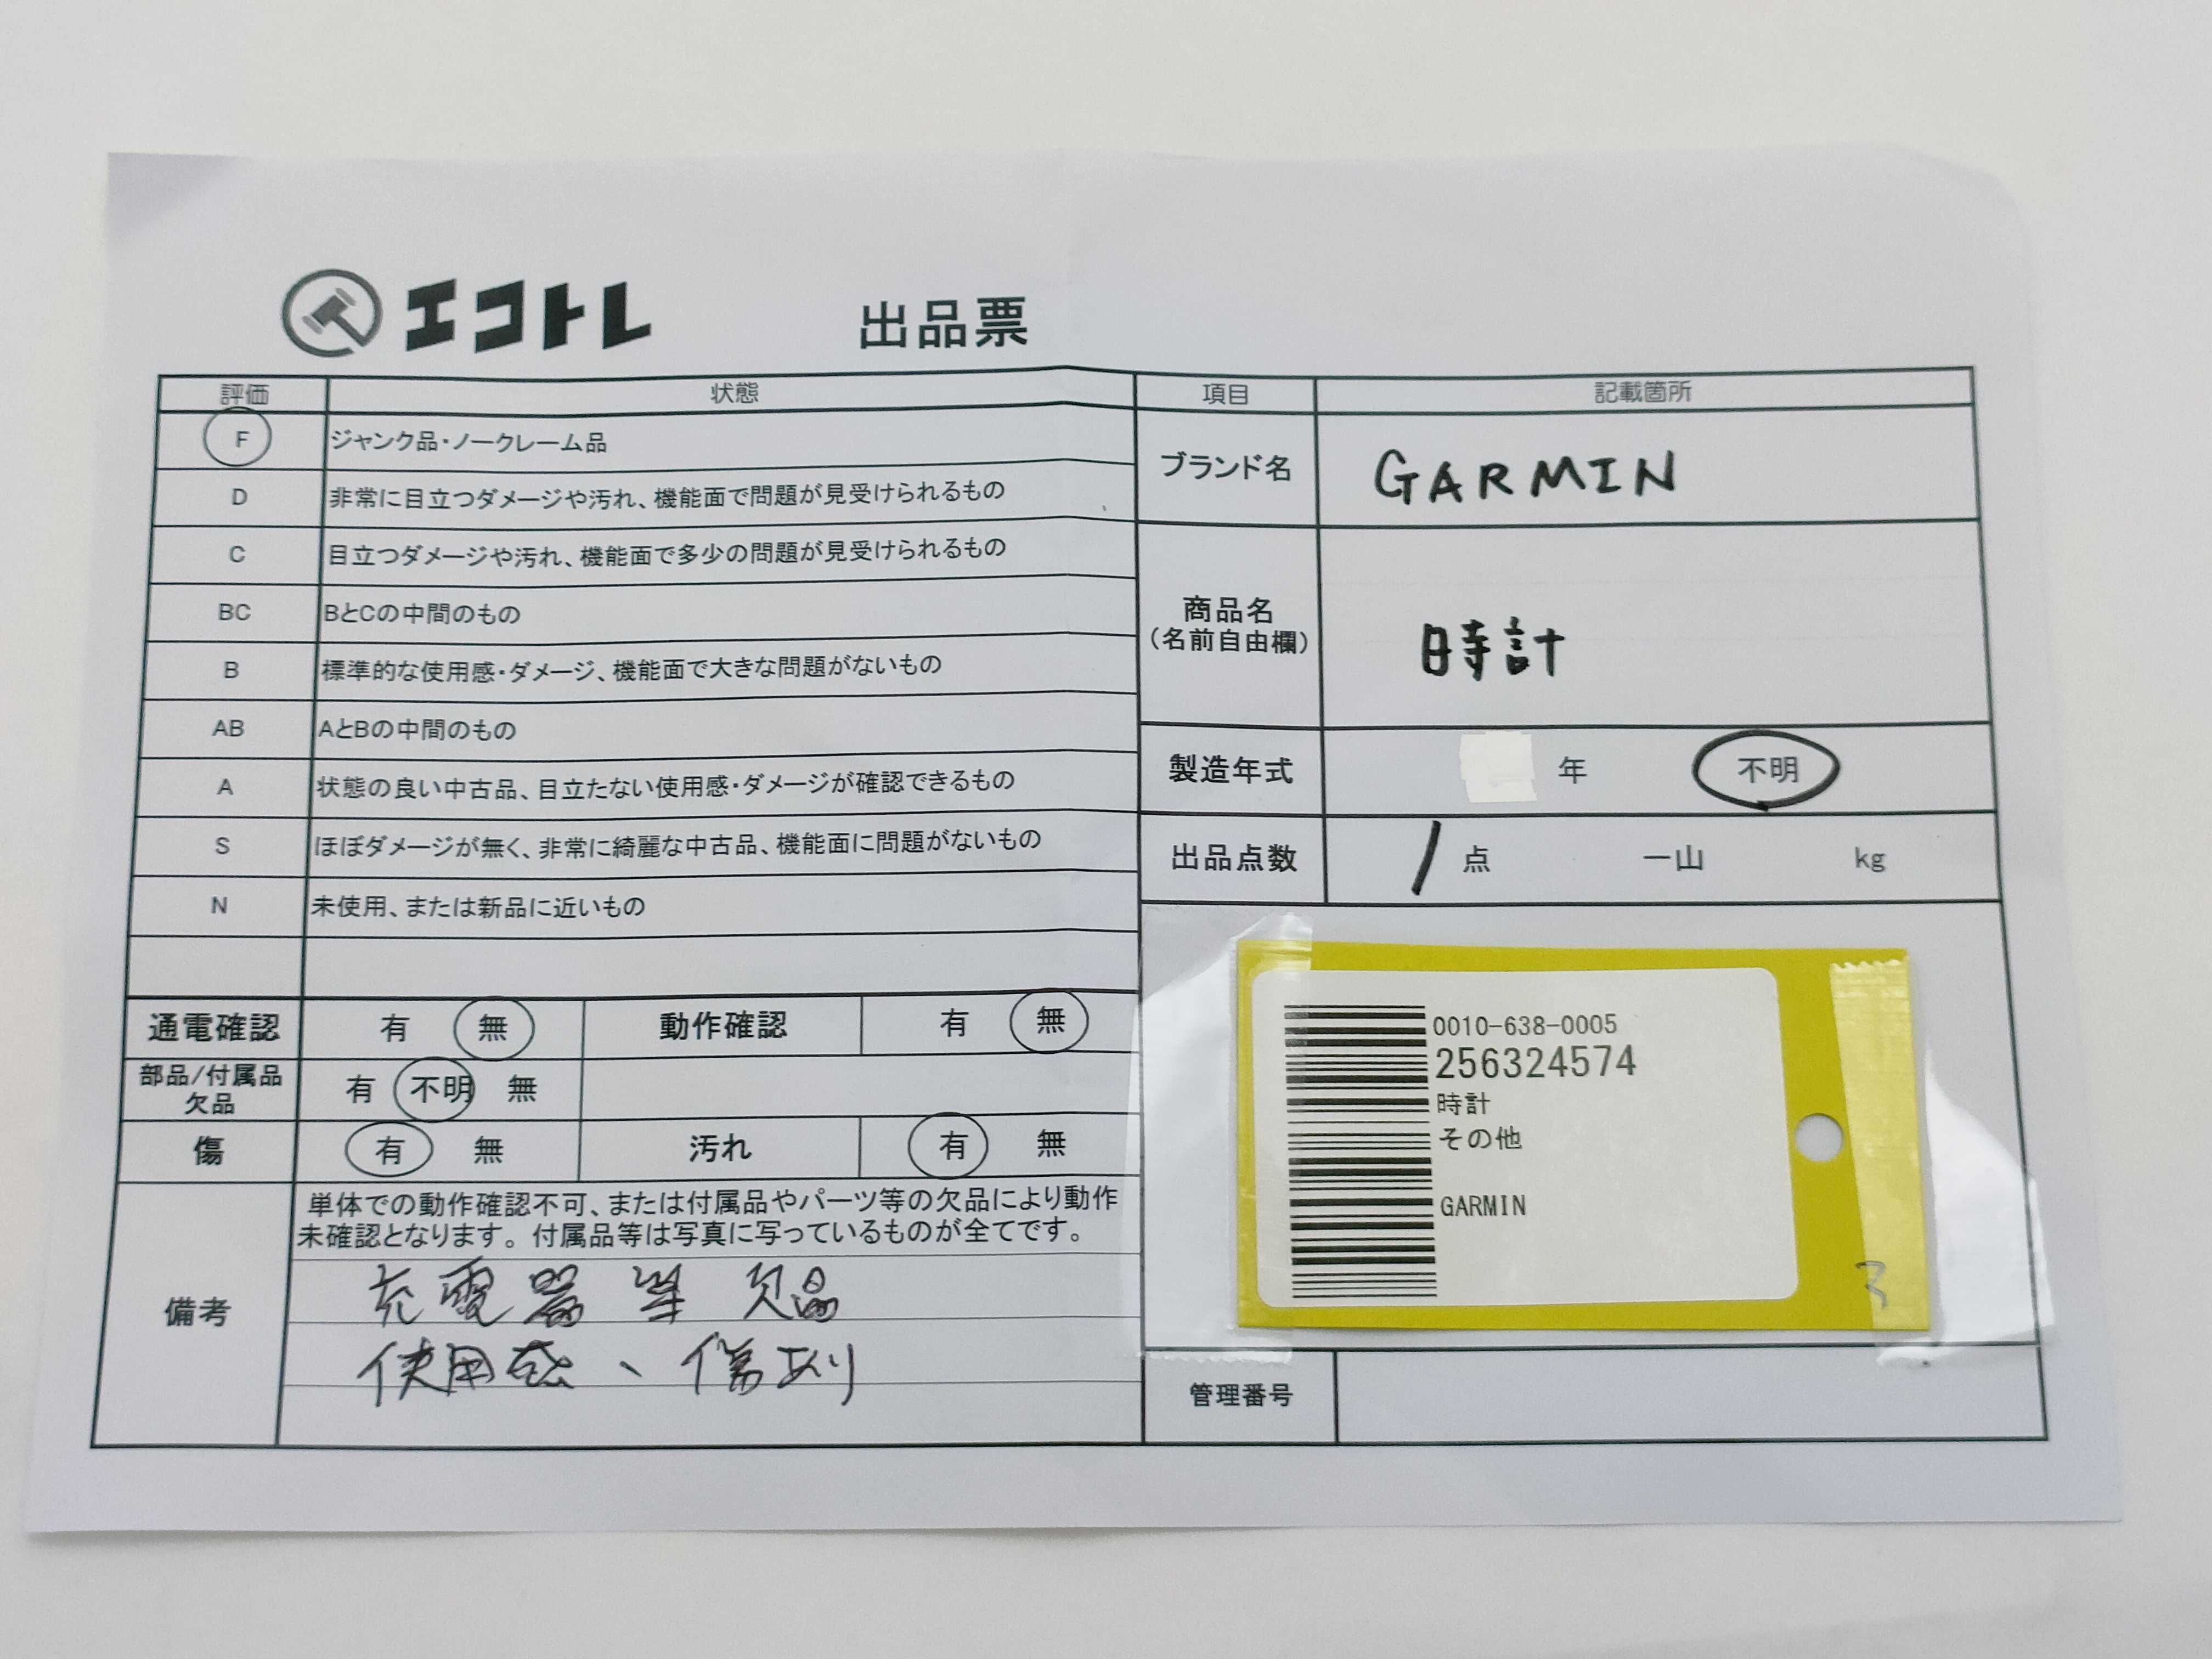 エコトレ 出品票
評価 状態
F ジャンク品・ノークレーム品
D 非常に目立つダメージや汚れ、機能面で問題が見受けられるもの
C 目立つダメージや汚れ、機能面で多少の問題が見受けられるもの
BC BとCの中間のもの
B 標準的な使用感・ダメージ、機能面で大きな問題がないもの
AB AとBの中間のもの
A 状態の良い中古品、目立たない使用感・ダメージが確認できるもの
S ほぼダメージが無く、非常に綺麗な中古品、機能面に問題がないもの
N 未使用、または新品に近いもの
通電確認 有 無 動作確認 有 無
部品/付属品
欠品
有 不明 無
傷 有 無 汚れ 有 無
備考
単体での動作確認不可、または付属品やパーツ等の欠品により動作
未確認となります。付属品等は写真に写っているものが全てです。
充電器 等 欠品
使用感、傷あり
項目 記載箇所
ブランド名 GARMIN
商品名
(名前自由欄)
時計
製造年式 年 不明
出品点数 1 点 一山 kg
0010-638-0005
256324574
時計
その他
GARMIN
3
管理番号